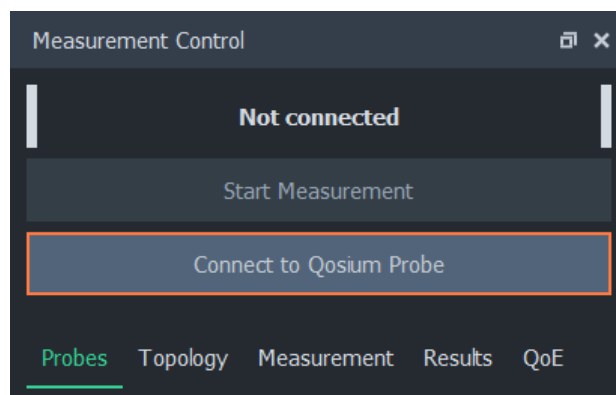 Measurement Control
Not connected
Start Measurement
Connect to Qosium Probe
Probes Topology Measurement Results QoE